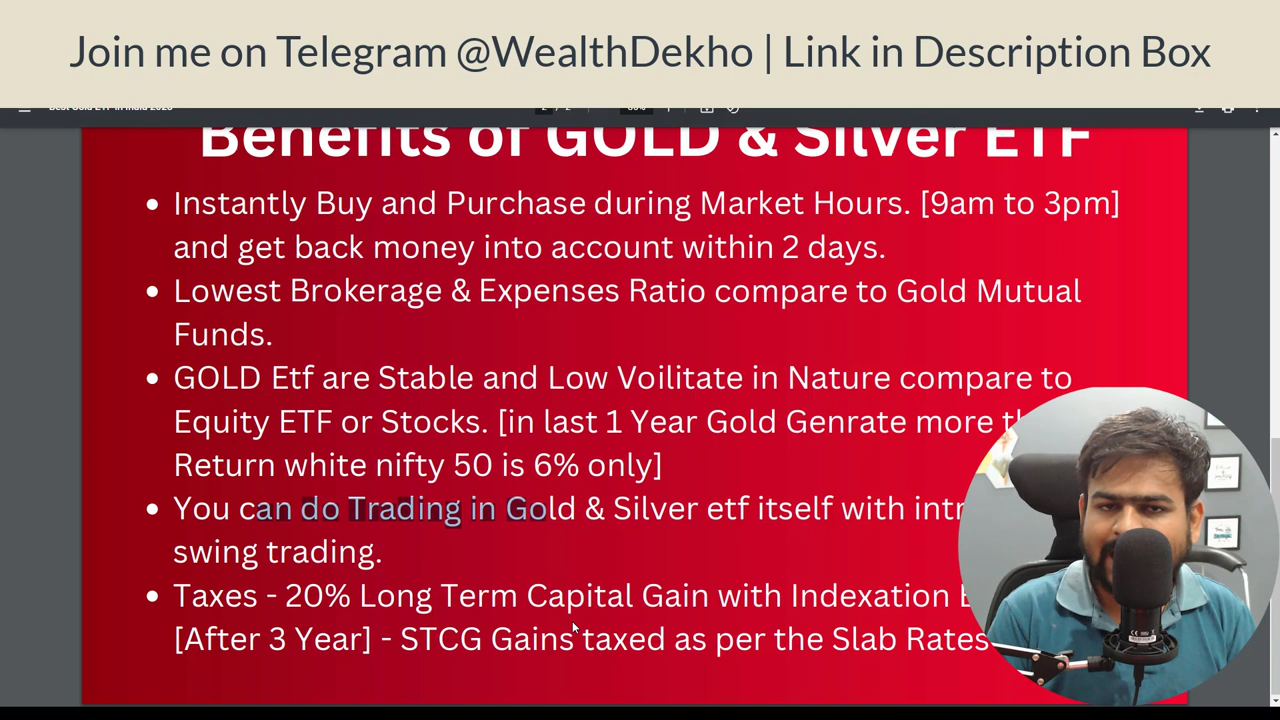 Join me on Telegram @WealthDekho | Link in Description Box
Benefits of GOLD & Silver ETF
Instantly Buy and Purchase during Market Hours. [9am to 3pm]
and get back money into account within 2 days.
Lowest Brokerage & Expenses Ratio compare to Gold Mutual
Funds.
GOLD Etf are Stable and Low Voilitate in Nature compare to
Equity ETF or Stocks. [in last 1 Year Gold Genrate more
Return white nifty 50 is 6% only]
You can do Trading in Gold & Silver etf itself with
swing trading.
Taxes - 20% Long Term Capital Gain with Indexation
[After 3 Year] - STCG Gains taxed as per the Slab Rates